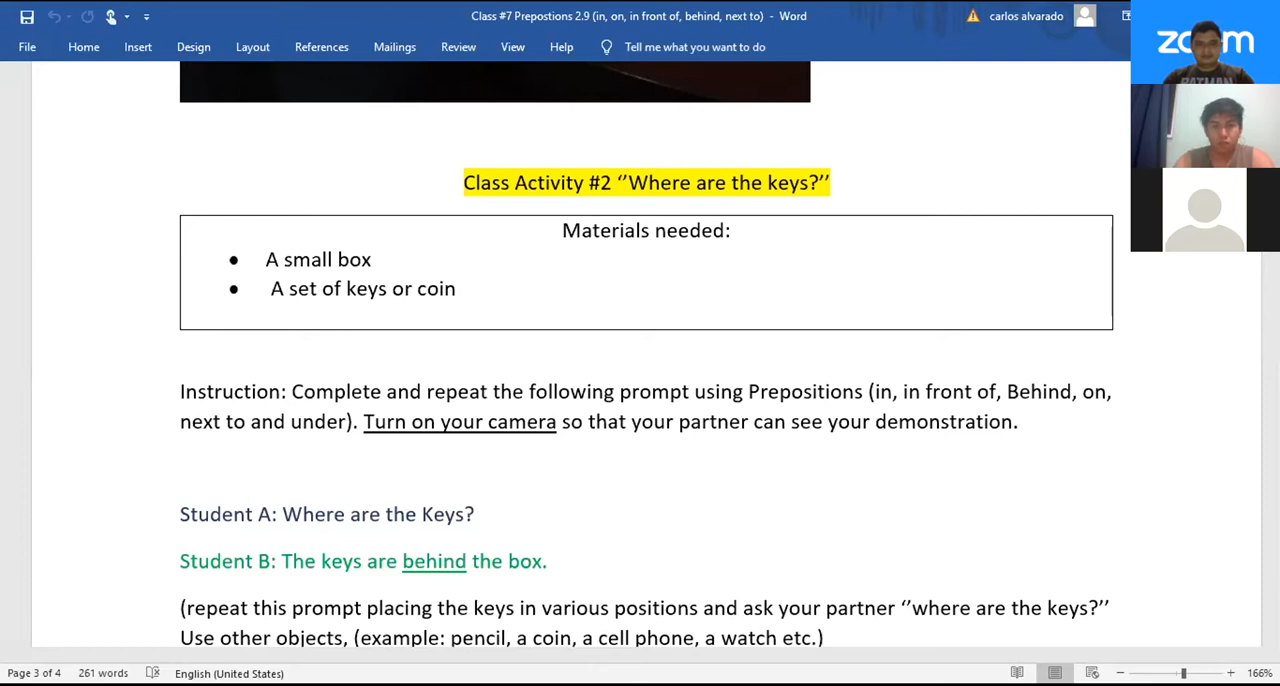 Class #7 Prepostions 2.9 (in, on, in front of, behind, next to) - Word
carlos alvarado
File Home Insert Design Layout References Mailings Review View Help Tell me what you want to do
zoom
BATMAN
Class Activity #2 ‘’Where are the keys?’’
Materials needed:
• A small box
• A set of keys or coin
Instruction: Complete and repeat the following prompt using Prepositions (in, in front of, Behind, on,
next to and under). Turn on your camera so that your partner can see your demonstration.
Student A: Where are the Keys?
Student B: The keys are behind the box.
(repeat this prompt placing the keys in various positions and ask your partner ‘’where are the keys?’’
Use other objects, (example: pencil, a coin, a cell phone, a watch etc.)
Page 3 of 4 261 words English (United States) 166%